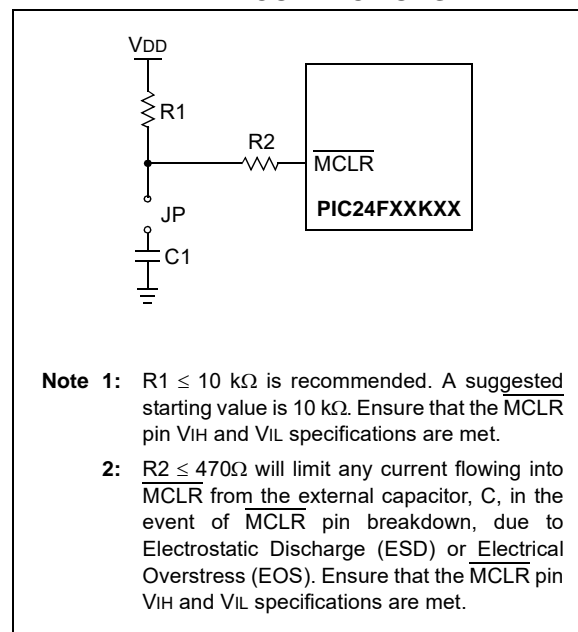 VDD
R1
R2
MCLR
JP
PIC24FXXKXX
C1
Note 1: R1 ≤ 10 kΩ is recommended. A suggested
starting value is 10 kΩ. Ensure that the MCLR
pin VIH and VIL specifications are met.
2: R2 ≤ 470Ω will limit any current flowing into
MCLR from the external capacitor, C, in the
event of MCLR pin breakdown, due to
Electrostatic Discharge (ESD) or Electrical
Overstress (EOS). Ensure that the MCLR pin
VIH and VIL specifications are met.